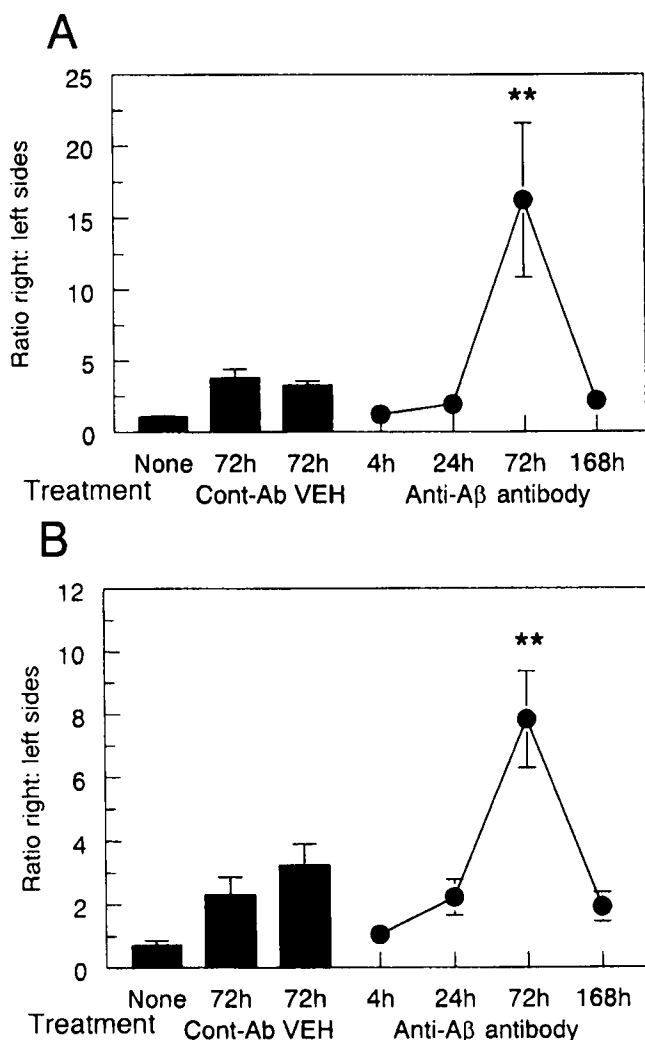 A
Ratio right: left sides
25
20
15
10
5
0
**
None 72h 72h 4h 24h 72h 168h
Treatment Cont-Ab VEH Anti-Aβ antibody
B
Ratio right: left sides
12
10
8
6
4
2
0
**
None 72h 72h 4h 24h 72h 168h
Treatment Cont-Ab VEH Anti-Aβ antibody